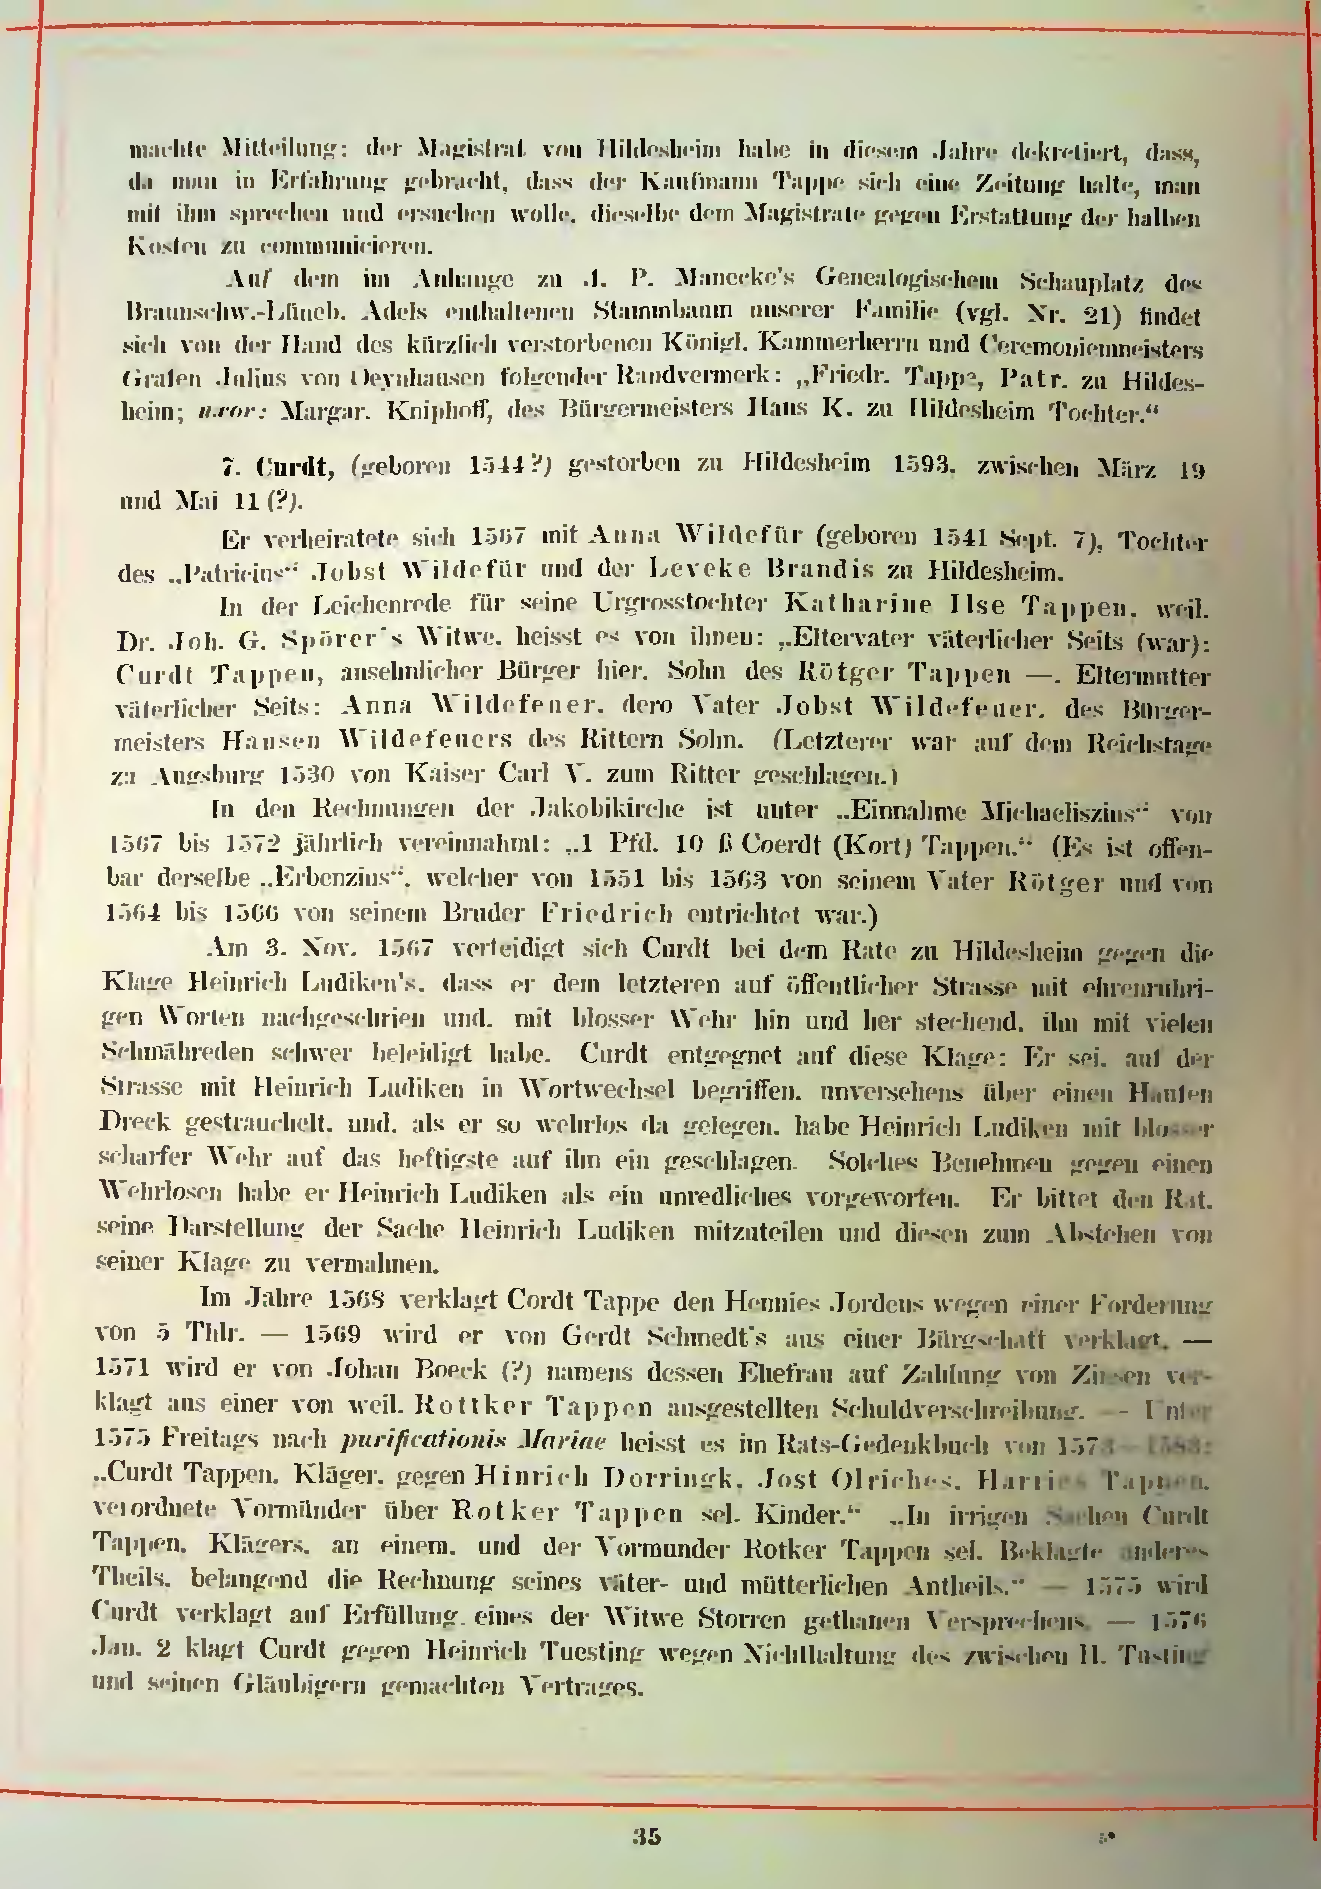 machte Mitteilung: der Magistrat von Hildesheim habe in diesem Jahre dekretiert, dass,
da man in Erfahrung gebracht, dass der Kaufmann Tappe sich eine Zeitung halte, man
mit ihm sprechen und ersuchen wolle, dieselbe dem Magistrate gegen Erstattung der halben
Kosten zu communicieren.
Auf dem im Anhange zu J. P. Manecke's Genealogischem Schauplatz des
Braunschw.-Lüneb. Adels enthaltenen Stammbaum unserer Familie (vgl. Nr. 21) findet
sich von der Hand des kürzlich verstorbenen Königl. Kammerherrn und Ceremonienmeisters
Grafen Julius von Oeynhausen folgender Randvermerk: „Friedr. Tappe, Patr. zu Hildes-
heim; uxor: Margar. Kniphoff, des Bürgermeisters Hans K. zu Hildesheim Tochter.“
7. Curdt, (geboren 1544?) gestorben zu Hildesheim 1593, zwischen März 19
und Mai 11 (?).
Er verheiratete sich 1567 mit Anna Wildefür (geboren 1541 Sept. 7), Tochter
des „Patricius“ Jobst Wildefür und der Leveke Brandis zu Hildesheim.
In der Leichenrede für seine Urgrosstochter Katharine Ilse Tappen, weil.
Dr. Joh. G. Spörer's Witwe, heisst es von ihnen: „Eltervater väterlicher Seits (war):
Curdt Tappen, ansehnlicher Bürger hier, Sohn des Rötger Tappen —. Eltermutter
väterlicher Seits: Anna Wildefeuer, dero Vater Jobst Wildefeuer, des Bürger-
meisters Hansen Wildefeuers des Rittern Sohn. (Letzterer war auf dem Reichstage
zu Augsburg 1530 von Kaiser Carl V. zum Ritter geschlagen.)
In den Rechnungen der Jakobikirche ist unter „Einnahme Michaeliszins“ von
1567 bis 1572 jährlich vereinnahmt: „1 Pfd. 10 ß Coerdt (Kort) Tappen.“ (Es ist offen-
bar derselbe „Erbenzins“, welcher von 1551 bis 1563 von seinem Vater Rötger und von
1564 bis 1566 von seinem Bruder Friedrich entrichtet war.)
Am 3. Nov. 1567 verteidigt sich Curdt bei dem Rate zu Hildesheim gegen die
Klage Heinrich Ludiken's, dass er dem letzteren auf öffentlicher Strasse mit ehrenrühri-
gen Worten nachgeschrien und, mit blosser Wehr hin und her stechend, ihn mit vielen
Schmähreden schwer beleidigt habe. Curdt entgegnet auf diese Klage: Er sei, auf der
Strasse mit Heinrich Ludiken in Wortwechsel begriffen, unversehens über einen Haufen
Dreck gestrauchelt, und, als er so wehrlos da gelegen, habe Heinrich Ludiken mit blosser
scharfer Wehr auf das heftigste auf ihn ein geschlagen. Solches Benehmen gegen einen
Wehrlosen habe er Heinrich Ludiken als ein unredliches vorgeworfen. Er bittet den Rat,
seine Darstellung der Sache Heinrich Ludiken mitzuteilen und diesen zum Abstehen von
seiner Klage zu vermahnen.
Im Jahre 1568 verklagt Cordt Tappe den Hennies Jordens wegen einer Forderung
von 5 Thlr. — 1569 wird er von Gerdt Schmedt's aus einer Bürgschaft verklagt. —
1571 wird er von Johan Boeck (?) namens dessen Ehefrau auf Zahlung von Zinsen ver-
klagt aus einer von weil. Rottker Tappen ausgestellten Schuldverschreibung. — Unter
1575 Freitags nach purificationis Mariae heisst es im Rats-Gedenkbuch von
„Curdt Tappen, Kläger, gegen Hinrich Dorringk, Jost Olriches, Harries Tappen,
verordnete Vormünder über Rotker Tappen sel. Kinder.“ „In irrigen Sachen Curdt
Tappen, Klägers, an einem, und der Vormunder Rotker Tappen sel. Beklagte anderes
Theils, belangend die Rechnung seines väter- und mütterlichen Antheils.“ — 1575 wird
Curdt verklagt auf Erfüllung eines der Witwe Storren gethanen Versprechens. — 1576
Jan. 2 klagt Curdt gegen Heinrich Tuesting wegen Nichthaltung des zwischen H. Tusting
und seinen Gläubigern gemachten Vertrages.
35
5*